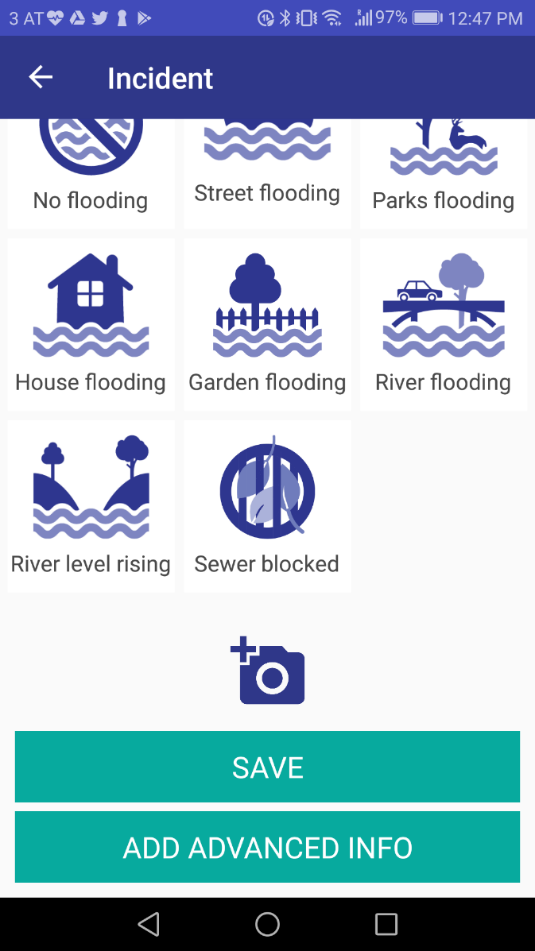 3 AT 97% 12:47 PM
Incident
No flooding Street flooding Parks flooding
House flooding Garden flooding River flooding
River level rising Sewer blocked
SAVE
ADD ADVANCED INFO